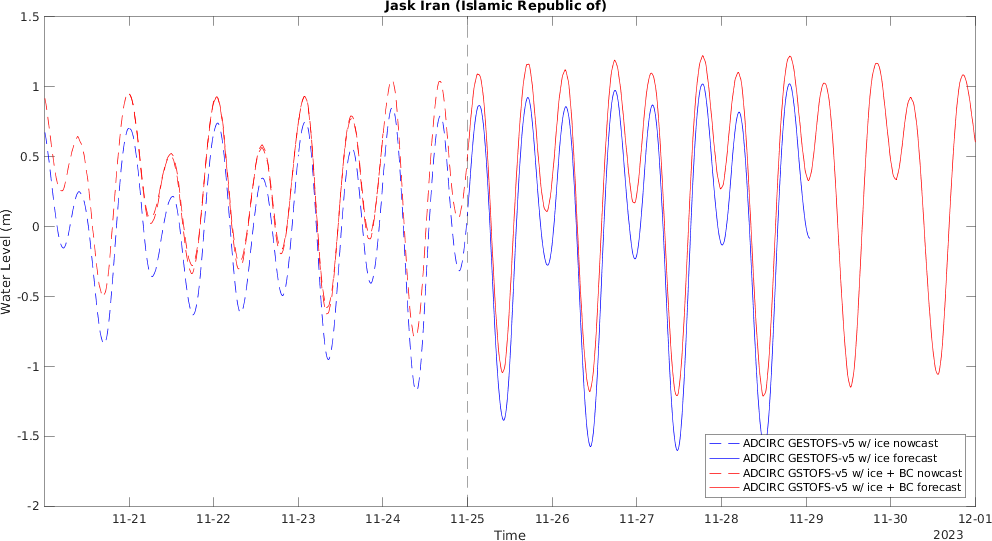 Jask Iran (Islamic Republic of)
Water Level (m)
1.5
1
0.5
0
-0.5
-1
-1.5
-2
ADCIRC GESTOFS-v5 w/ ice nowcast
ADCIRC GESTOFS-v5 w/ ice forecast
ADCIRC GSTOFS-v5 w/ ice + BC nowcast
ADCIRC GSTOFS-v5 w/ ice + BC forecast
11-21 11-22 11-23 11-24 11-25 11-26 11-27 11-28 11-29 11-30 12-01
Time
2023